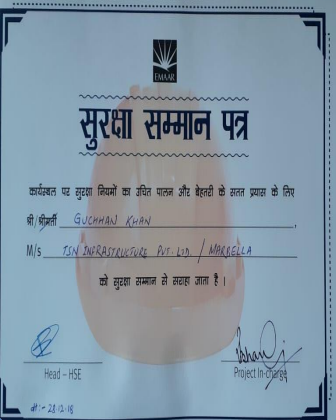 EMAAR
सुरक्षा सम्मान पत्र
कार्यस्थल पर सुरक्षा नियमों का उचित पालन और बेहतरी के सतत प्रयास के लिए
श्री/श्रीमती GUCHHAN KHAN,
M/s TSN INFRASTRUCTURE PVT. LTD. / MARBELLA
को सुरक्षा सम्मान से सराहा जाता है।
Head – HSE Project In-charge
dt:- 28-12-18